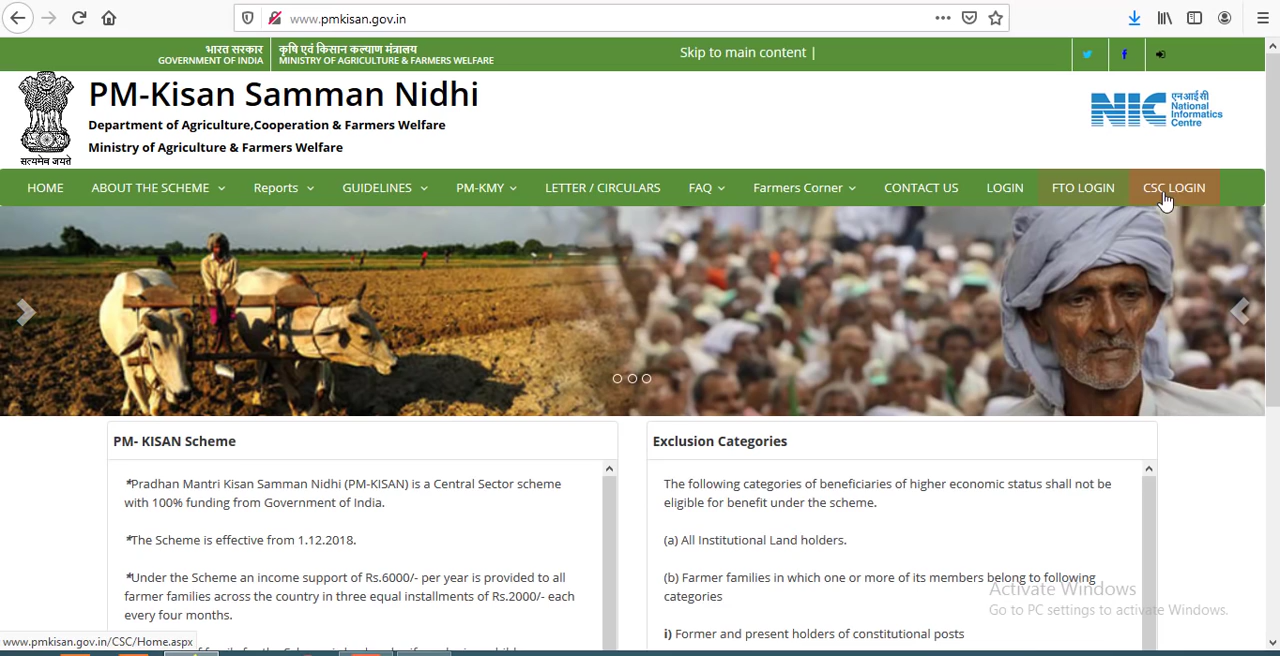 www.pmkisan.gov.in
भारत सरकार
GOVERNMENT OF INDIA
कृषि एवं किसान कल्याण मंत्रालय
MINISTRY OF AGRICULTURE & FARMERS WELFARE
Skip to main content |
सत्यमेव जयते
PM-Kisan Samman Nidhi
Department of Agriculture,Cooperation & Farmers Welfare
Ministry of Agriculture & Farmers Welfare
NIC
एनआईसी
National
Informatics
Centre
HOME ABOUT THE SCHEME Reports GUIDELINES PM-KMY LETTER / CIRCULARS FAQ Farmers Corner CONTACT US LOGIN FTO LOGIN CSC LOGIN
PM- KISAN Scheme
*Pradhan Mantri Kisan Samman Nidhi (PM-KISAN) is a Central Sector scheme
with 100% funding from Government of India.
*The Scheme is effective from 1.12.2018.
*Under the Scheme an income support of Rs.6000/- per year is provided to all
farmer families across the country in three equal installments of Rs.2000/- each
every four months.
Exclusion Categories
The following categories of beneficiaries of higher economic status shall not be
eligible for benefit under the scheme.
(a) All Institutional Land holders.
(b) Farmer families in which one or more of its members belong to following
categories
i) Former and present holders of constitutional posts
Activate Windows
Go to PC settings to activate Windows.
www.pmkisan.gov.in/CSC/Home.aspx